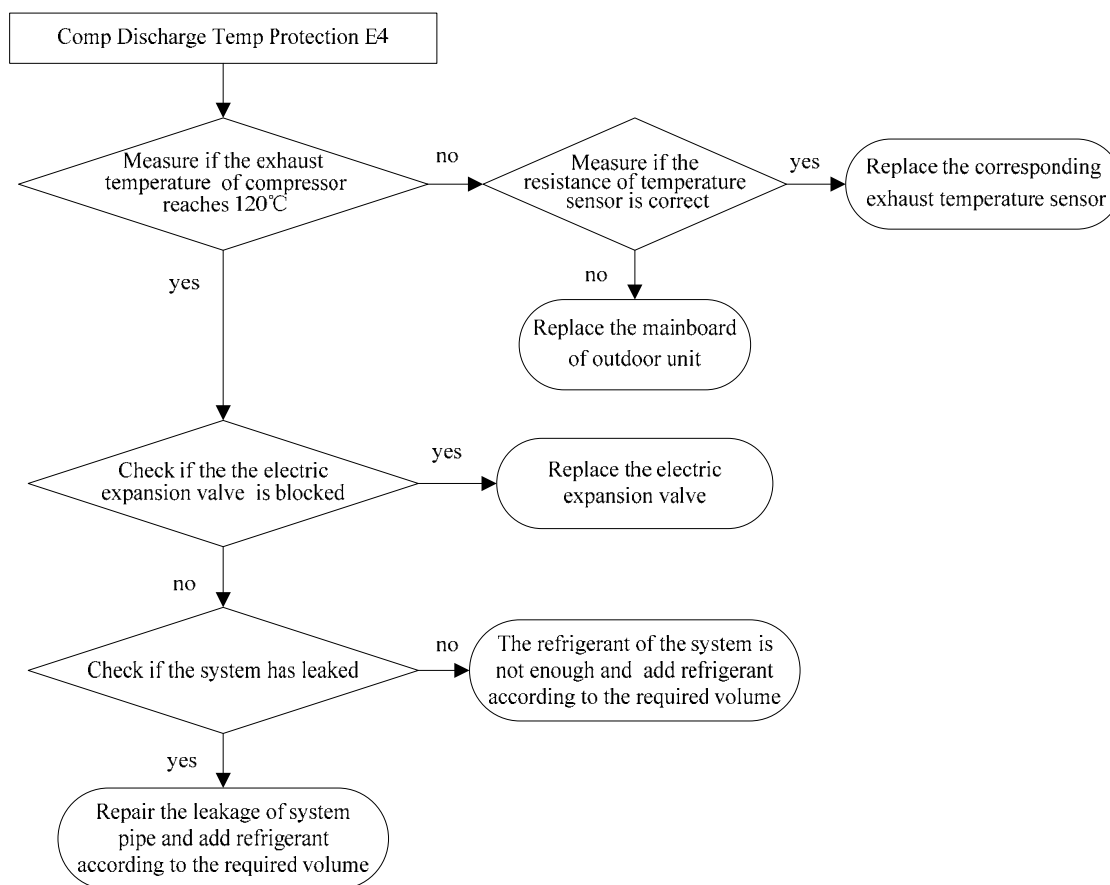 Comp Discharge Temp Protection E4
Measure if the exhaust
temperature of compressor
reaches 120℃
no
Measure if the
resistance of temperature
sensor is correct
yes
Replace the corresponding
exhaust temperature sensor
yes
no
Replace the mainboard
of outdoor unit
Check if the the electric
expansion valve is blocked
yes
Replace the electric
expansion valve
no
Check if the system has leaked
no
The refrigerant of the system is
not enough and add refrigerant
according to the required volume
yes
Repair the leakage of system
pipe and add refrigerant
according to the required volume